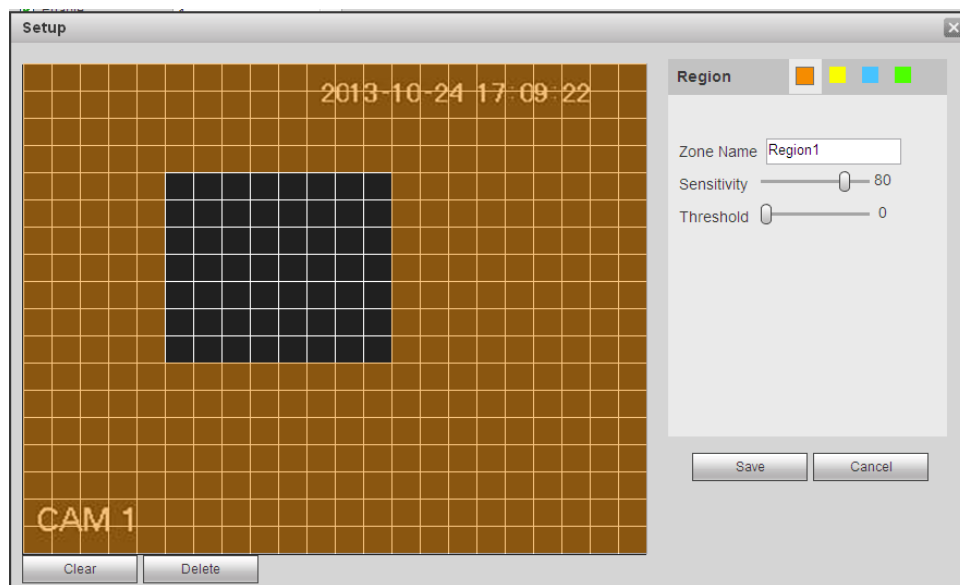 Setup
2013-10-24 17:09:22
CAM 1
Clear
Delete
Region
Zone Name Region1
Sensitivity 80
Threshold 0
Save
Cancel